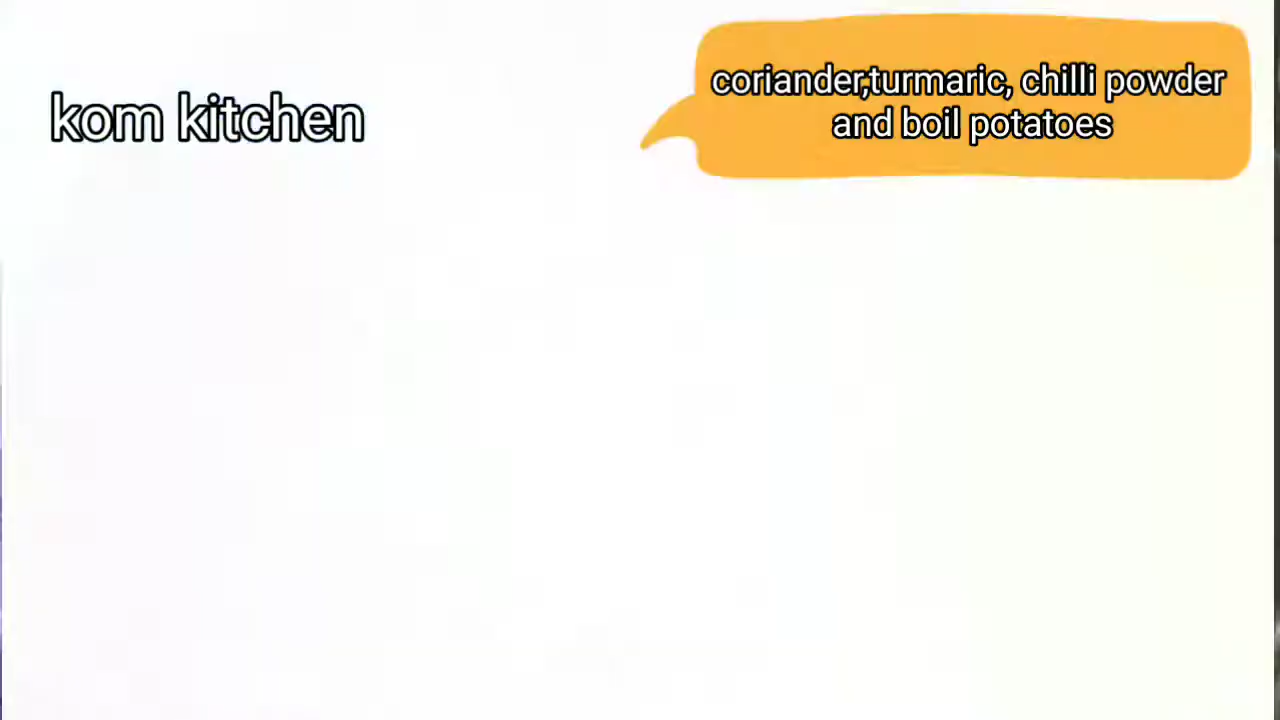 kom kitchen
coriander,turmaric, chilli powder
and boil potatoes